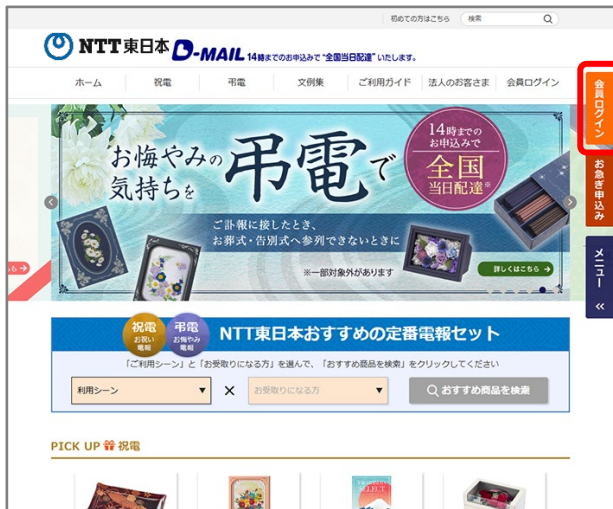 初めての方はこちら 検索
NTT東日本 D-MAIL 14時までのお申込みで"全国当日配達"いたします。
ホーム 祝電 弔電 文例集 ご利用ガイド 法人のお客さま 会員ログイン
会員ログイン
お急ぎ申込み
メニュー
お悔やみの
気持ちを
弔電で
14時までの
お申込みで
全国
当日配達※
ご訃報に接したとき、
お葬式・告別式へ参列できないときに
※一部対象外があります
詳しくはこちら
祝電
お祝い
電報
弔電
お悔やみ
電報
NTT東日本おすすめの定番電報セット
「ご利用シーン」と「お受取りになる方」を選んで、「おすすめ商品を検索」をクリックしてください
利用シーン ▼ × お受取りになる方 ▼ おすすめ商品を検索
PICK UP 祝電
SELECT